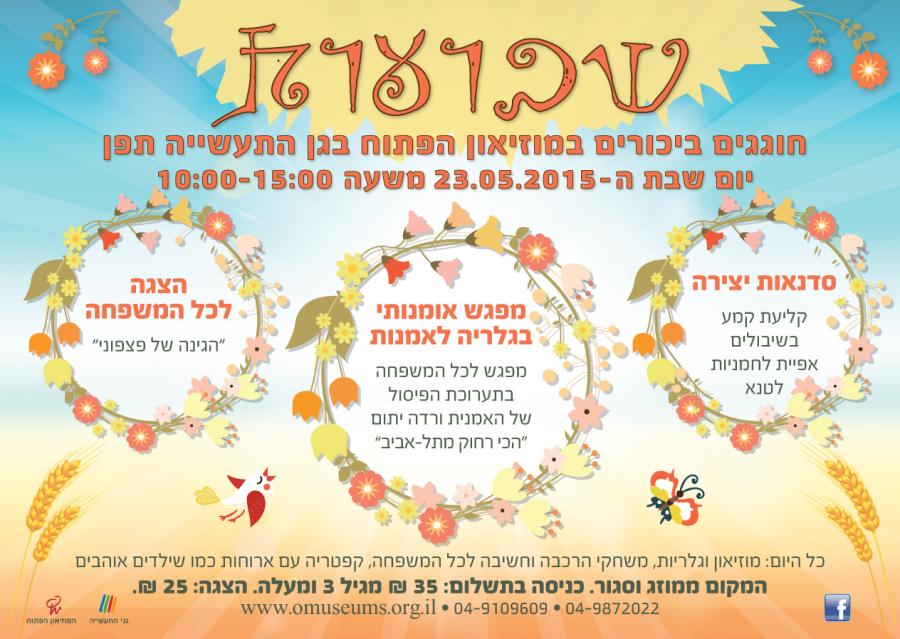 שבועות
חוגגים ביכורים במוזיאון הפתוח בגן התעשייה תפן
יום שבת ה-23.05.2015 משעה 10:00-15:00
סדנאות יצירה
קליעת קמע
בשיבולים
אפיית לחמניות
לטנא
מפגש אומנותי
בגלריה לאמנות
מפגש לכל המשפחה
בתערוכת הפיסול
של האמנית ורדה יתום
"הכי רחוק מתל-אביב"
הצגה
לכל המשפחה
"הגינה של פצפוני"
כל היום: מוזיאון וגלריות, משחקי הרכבה וחשיבה לכל המשפחה, קפטריה עם ארוחות כמו שילדים אוהבים
המקום ממוזג וסגור. כניסה בתשלום: 35 ₪ מגיל 3 ומעלה. הצגה: 25 ₪.
www.omuseums.org.il • 04-9109609 • 04-9872022
f
גני התעשייה
המוזיאון הפתוח